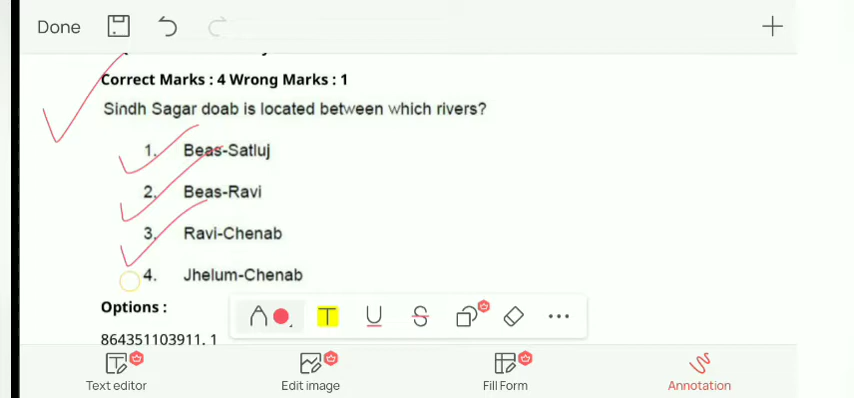 Done
Correct Marks : 4 Wrong Marks : 1
Sindh Sagar doab is located between which rivers?
1. Beas-Satluj
2. Beas-Ravi
3. Ravi-Chenab
4. Jhelum-Chenab
Options :
864351103911. 1
Text editor
Edit image
Fill Form
Annotation